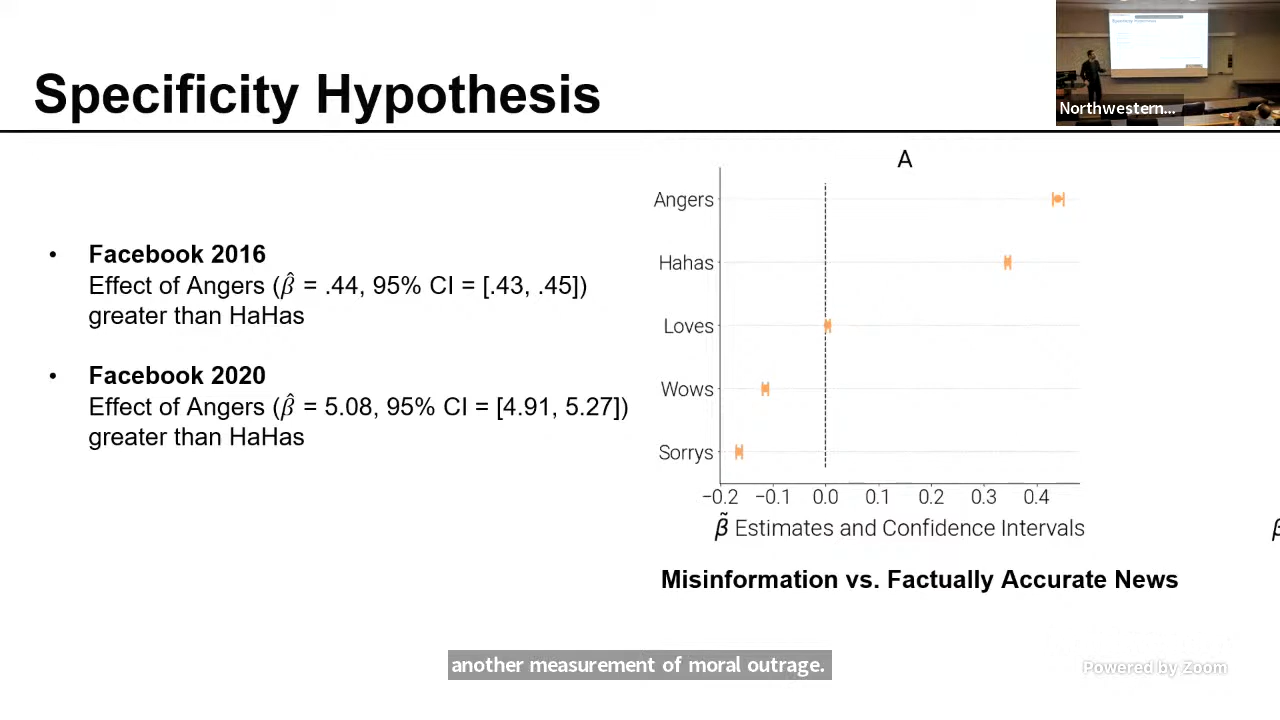 Specificity Hypothesis
Northwestern...
• Facebook 2016
Effect of Angers (β̂ = .44, 95% CI = [.43, .45])
greater than HaHas
• Facebook 2020
Effect of Angers (β̂ = 5.08, 95% CI = [4.91, 5.27])
greater than HaHas
A
Angers
Hahas
Loves
Wows
Sorrys
−0.2 −0.1 0.0 0.1 0.2 0.3 0.4
β̃ Estimates and Confidence Intervals
β
Misinformation vs. Factually Accurate News
another measurement of moral outrage.
Powered by Zoom